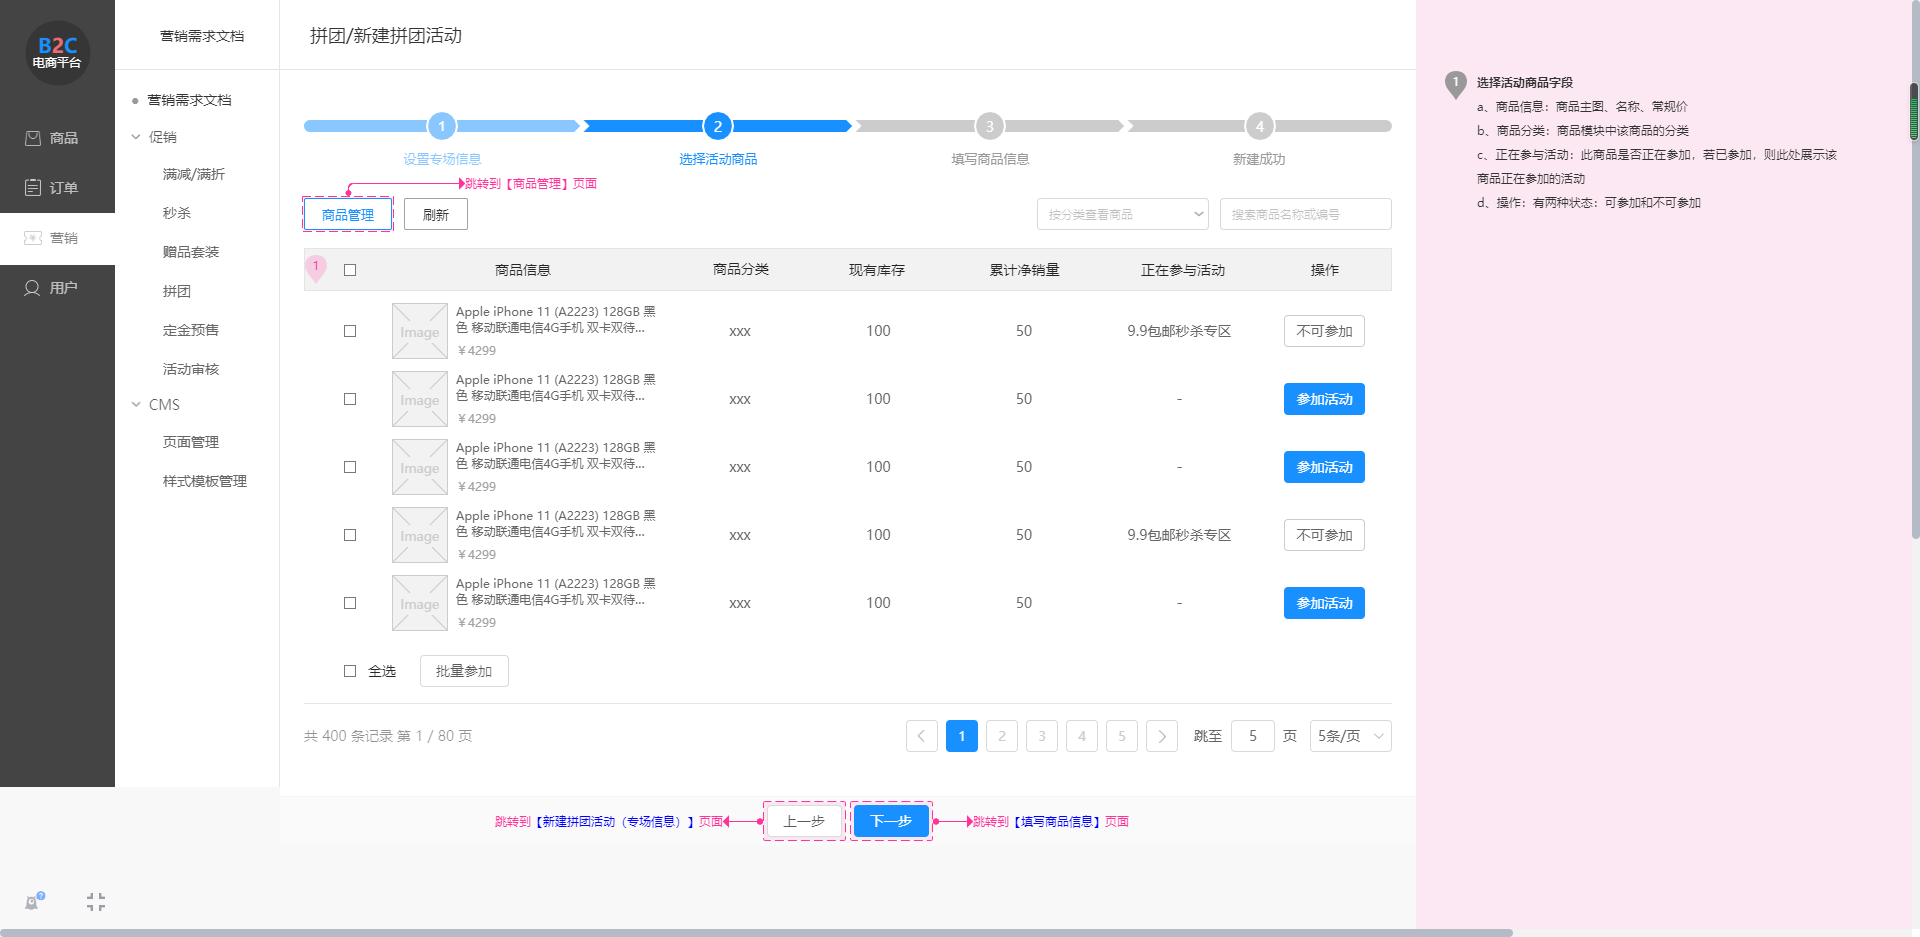 B2C
电商平台
商品
订单
营销
用户
营销需求文档
营销需求文档
促销
满减/满折
秒杀
赠品套装
拼团
定金预售
活动审核
CMS
页面管理
样式模板管理
拼团/新建拼团活动
1
2
3
4
设置专场信息
选择活动商品
填写商品信息
新建成功
跳转到【商品管理】页面
商品管理
刷新
按分类查看商品
搜索商品名称或编号
1
商品信息
商品分类
现有库存
累计净销量
正在参与活动
操作
Image
Apple iPhone 11 (A2223) 128GB 黑
色 移动联通电信4G手机 双卡双待...
￥4299
xxx
100
50
9.9包邮秒杀专区
不可参加
Image
Apple iPhone 11 (A2223) 128GB 黑
色 移动联通电信4G手机 双卡双待...
￥4299
xxx
100
50
-
参加活动
Image
Apple iPhone 11 (A2223) 128GB 黑
色 移动联通电信4G手机 双卡双待...
￥4299
xxx
100
50
-
参加活动
Image
Apple iPhone 11 (A2223) 128GB 黑
色 移动联通电信4G手机 双卡双待...
￥4299
xxx
100
50
9.9包邮秒杀专区
不可参加
Image
Apple iPhone 11 (A2223) 128GB 黑
色 移动联通电信4G手机 双卡双待...
￥4299
xxx
100
50
-
参加活动
全选
批量参加
共 400 条记录 第 1 / 80 页
1
2
3
4
5
跳至
5
页
5条/页
跳转到【新建拼团活动（专场信息）】页面
上一步
下一步
跳转到【填写商品信息】页面
?
1
选择活动商品字段
a、商品信息：商品主图、名称、常规价
b、商品分类：商品模块中该商品的分类
c、正在参与活动：此商品是否正在参加，若已参加，则此处展示该
商品正在参加的活动
d、操作：有两种状态：可参加和不可参加